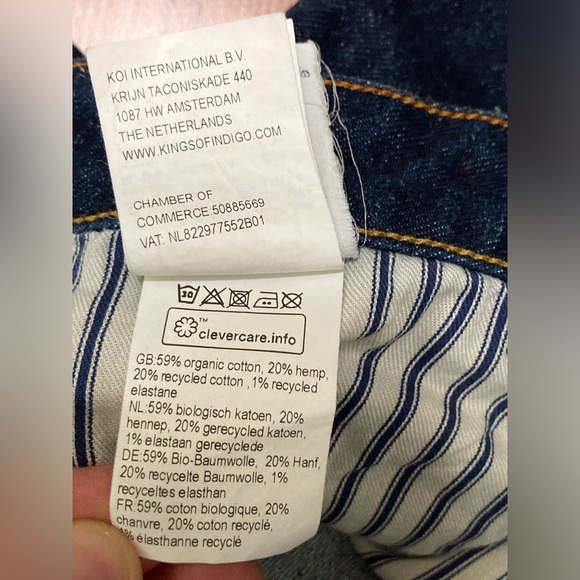 KOI INTERNATIONAL B.V.
KRIJN TACONISKADE 440
1087 HW AMSTERDAM
THE NETHERLANDS
WWW.KINGSOFINDIGO.COM
CHAMBER OF
COMMERCE:50885669
VAT: NL822977552B01
30
clevercare.info
GB:59% organic cotton, 20% hemp,
20% recycled cotton ,1% recycled
elastane
NL:59% biologisch katoen, 20%
hennep, 20% gerecycled katoen,
1% elastaan gerecyclede
DE:59% Bio-Baumwolle, 20% Hanf,
20% recycelte Baumwolle, 1%
recyceltes elasthan
FR:59% coton biologique, 20%
chanvre, 20% coton recyclé,
% élasthanne recyclé